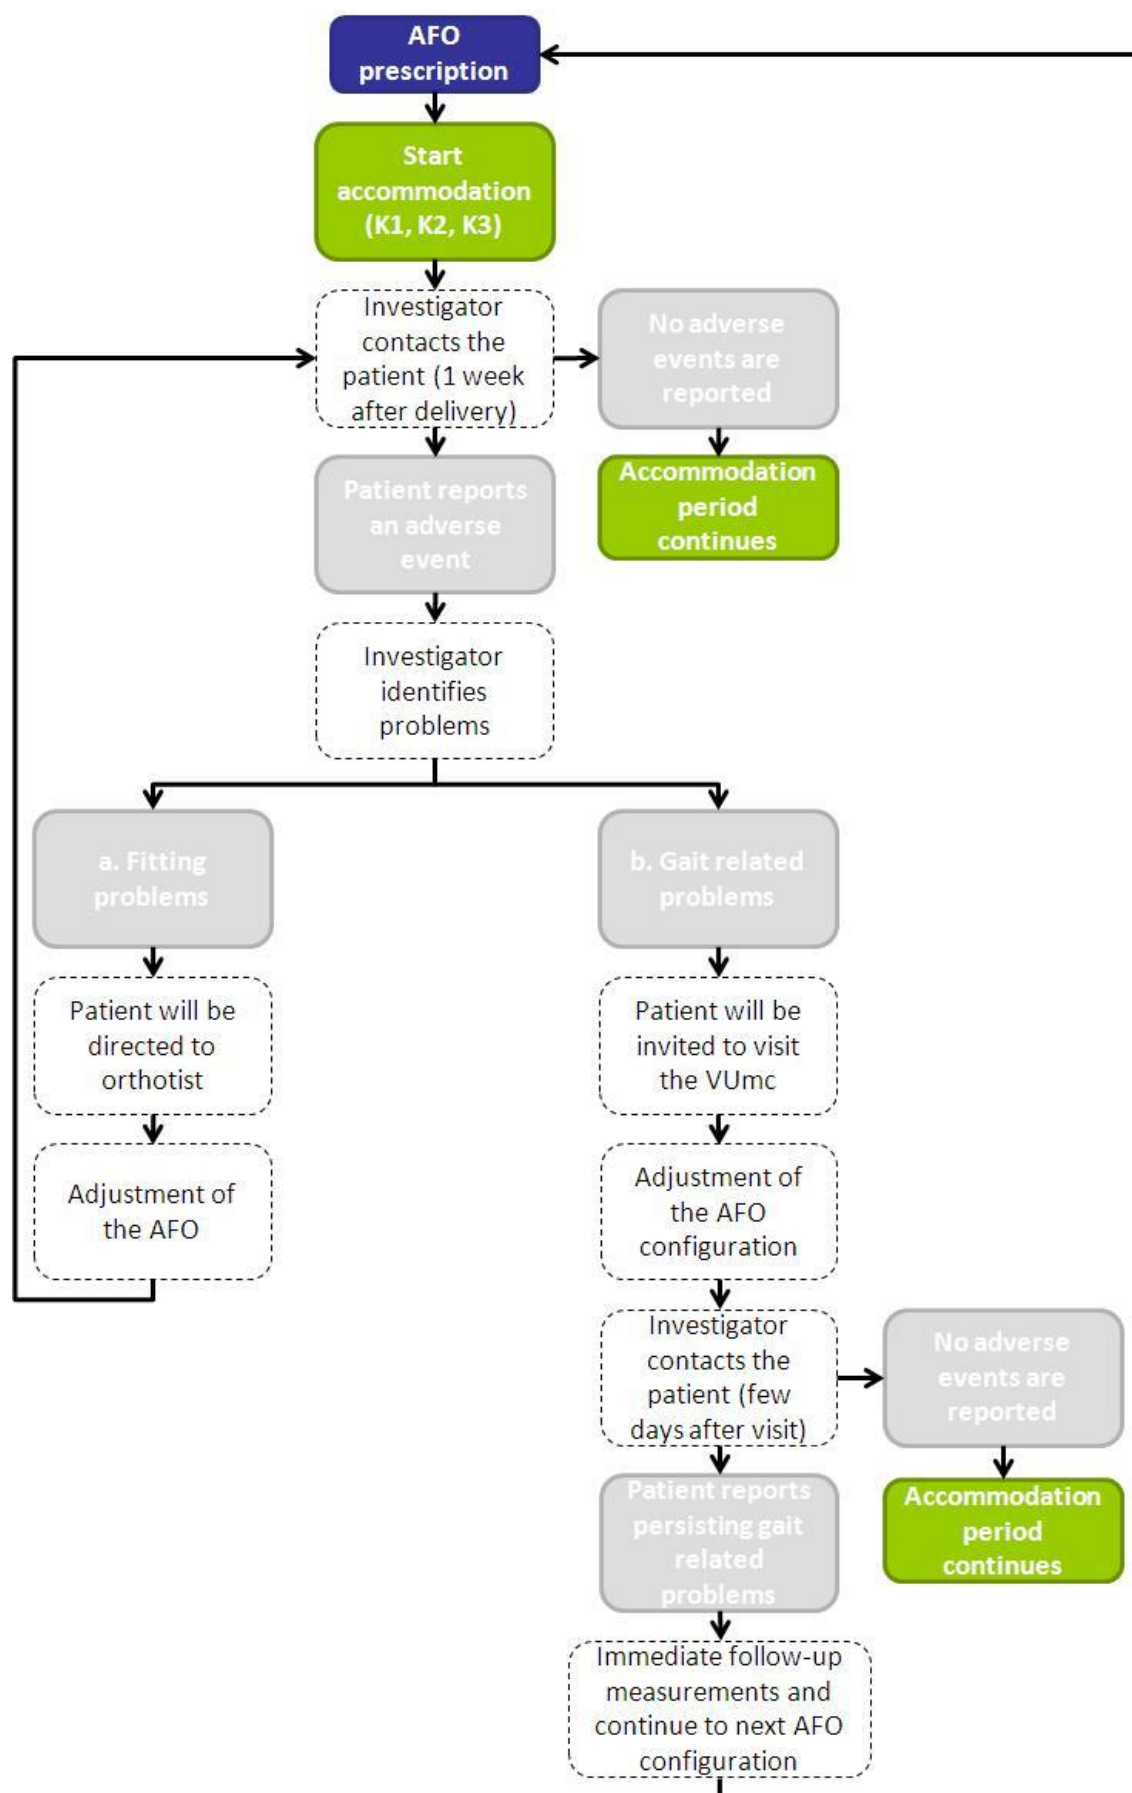 AFO
prescription
Start
accommodation
(K1, K2, K3)
Investigator
contacts the
patient (1 week
after delivery)
No adverse
events are
reported
Patient reports
an adverse
event
Accommodation
period
continues
Investigator
identifies
problems
a. Fitting
problems
b. Gait related
problems
Patient will be
directed to
orthotist
Patient will be
invited to visit
the VUmc
Adjustment of
the AFO
Adjustment of
the AFO
configuration
Investigator
contacts the
patient (few
days after visit)
No adverse
events are
reported
Patient reports
persisting gait
related
problems
Accommodation
period
continues
Immediate follow-up
measurements and
continue to next AFO
configuration